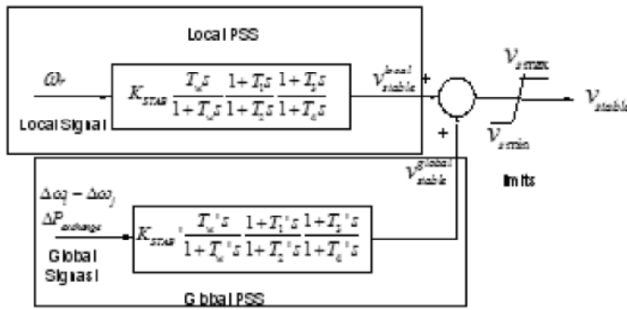 Local PSS
ω_r
Local Signal
K_STAB T_w s / 1+T_w s 1+T_1 s / 1+T_2 s 1+T_3 s / 1+T_4 s
v_stable^local
+
+
v_smax
v_smin
v_stable
limits
v_stable^global
Δω_i − Δω_j
ΔP_exchange
Global
Signasl
K_STAB' T_w's / 1+T_w's 1+T_1's / 1+T_2's 1+T_3's / 1+T_4's
Global PSS